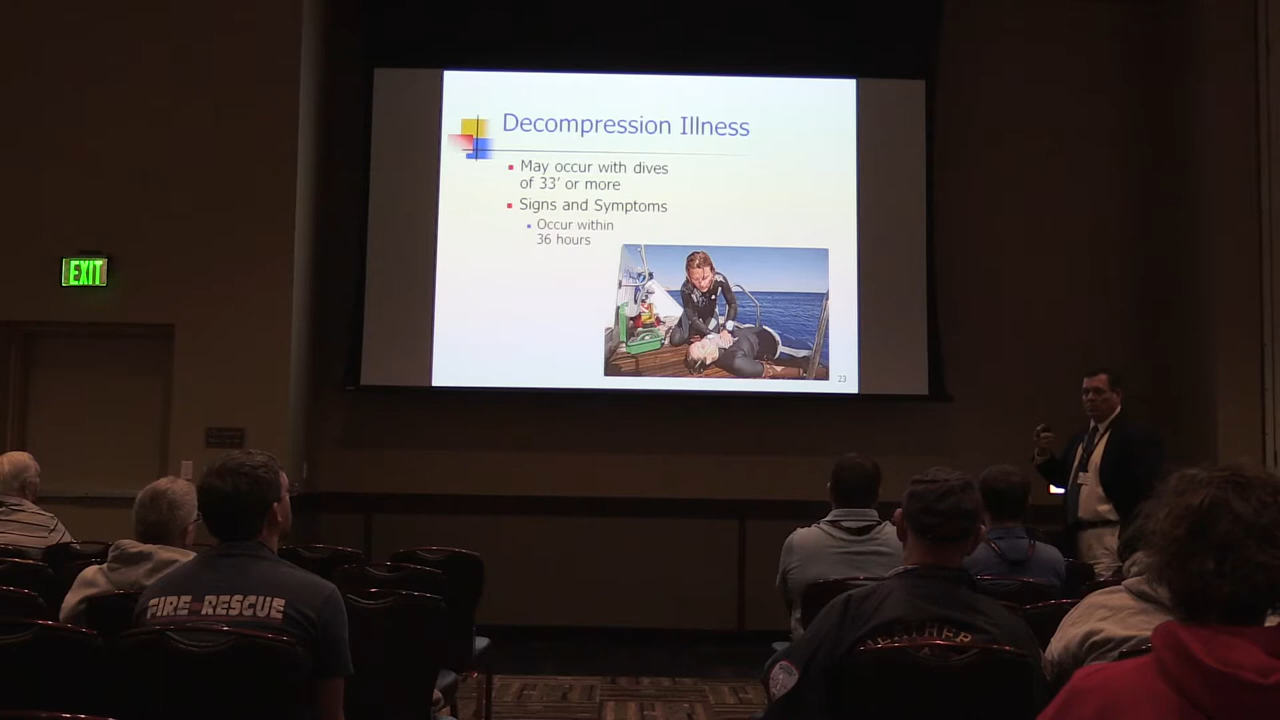 Decompression Illness
May occur with dives
of 33' or more
Signs and Symptoms
Occur within
36 hours
23
EXIT
FIRE RESCUE